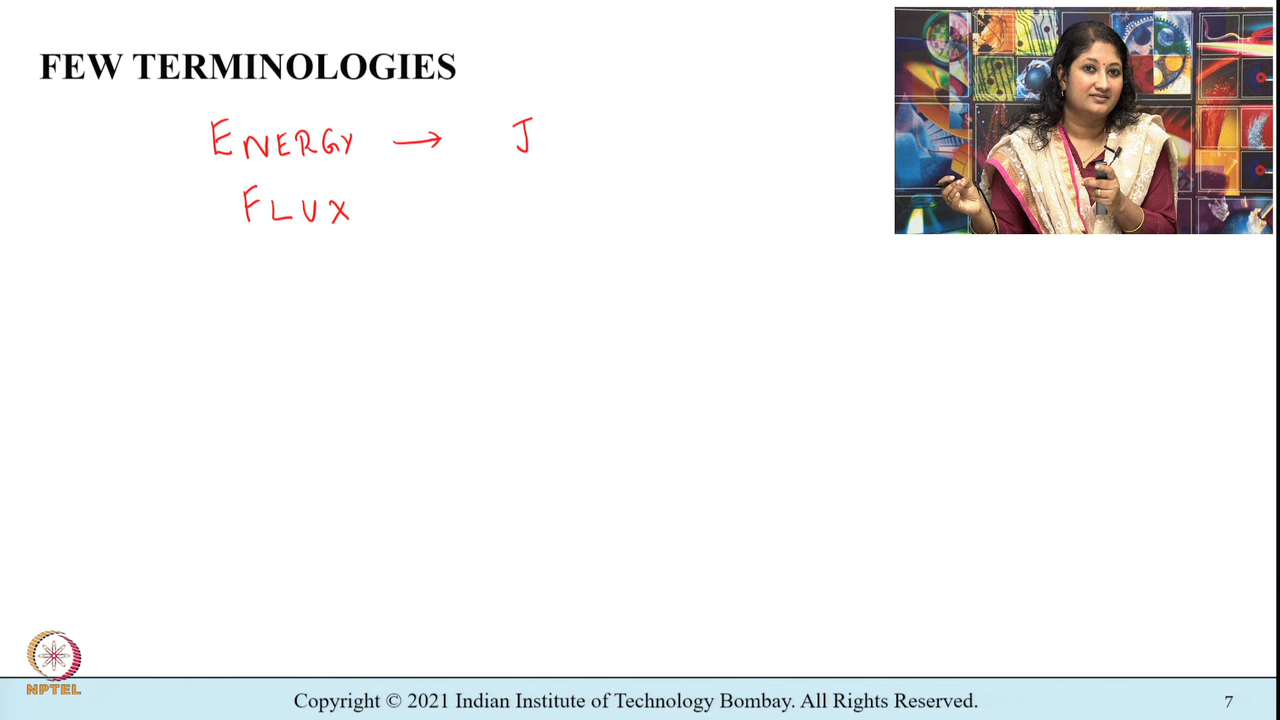 FEW TERMINOLOGIES
ENERGY → J
FLUX
NPTEL
Copyright © 2021 Indian Institute of Technology Bombay. All Rights Reserved.
7